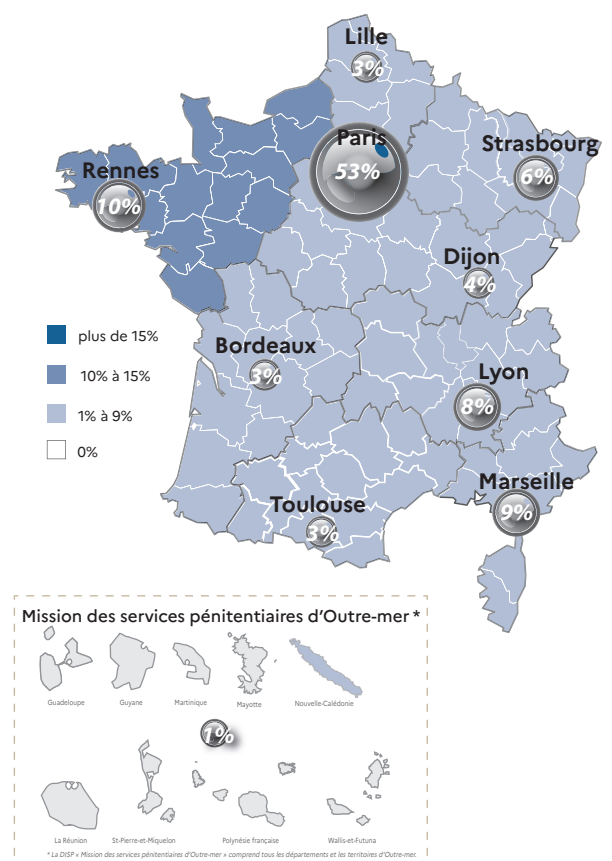 Lille
3%
Paris
53%
Strasbourg
6%
Rennes
10%
Dijon
4%
plus de 15%
10% à 15%
1% à 9%
0%
Bordeaux
3%
Lyon
8%
Marseille
9%
Toulouse
3%
Mission des services pénitentiaires d'Outre-mer *
Guadeloupe Guyane Martinique Mayotte Nouvelle-Calédonie
1%
La Réunion St-Pierre-et-Miquelon Polynésie française Wallis-et-Futuna
* La DISP « Mission des services pénitentiaires d'Outre-mer » comprend tous les départements et les territoires d'Outre-mer.